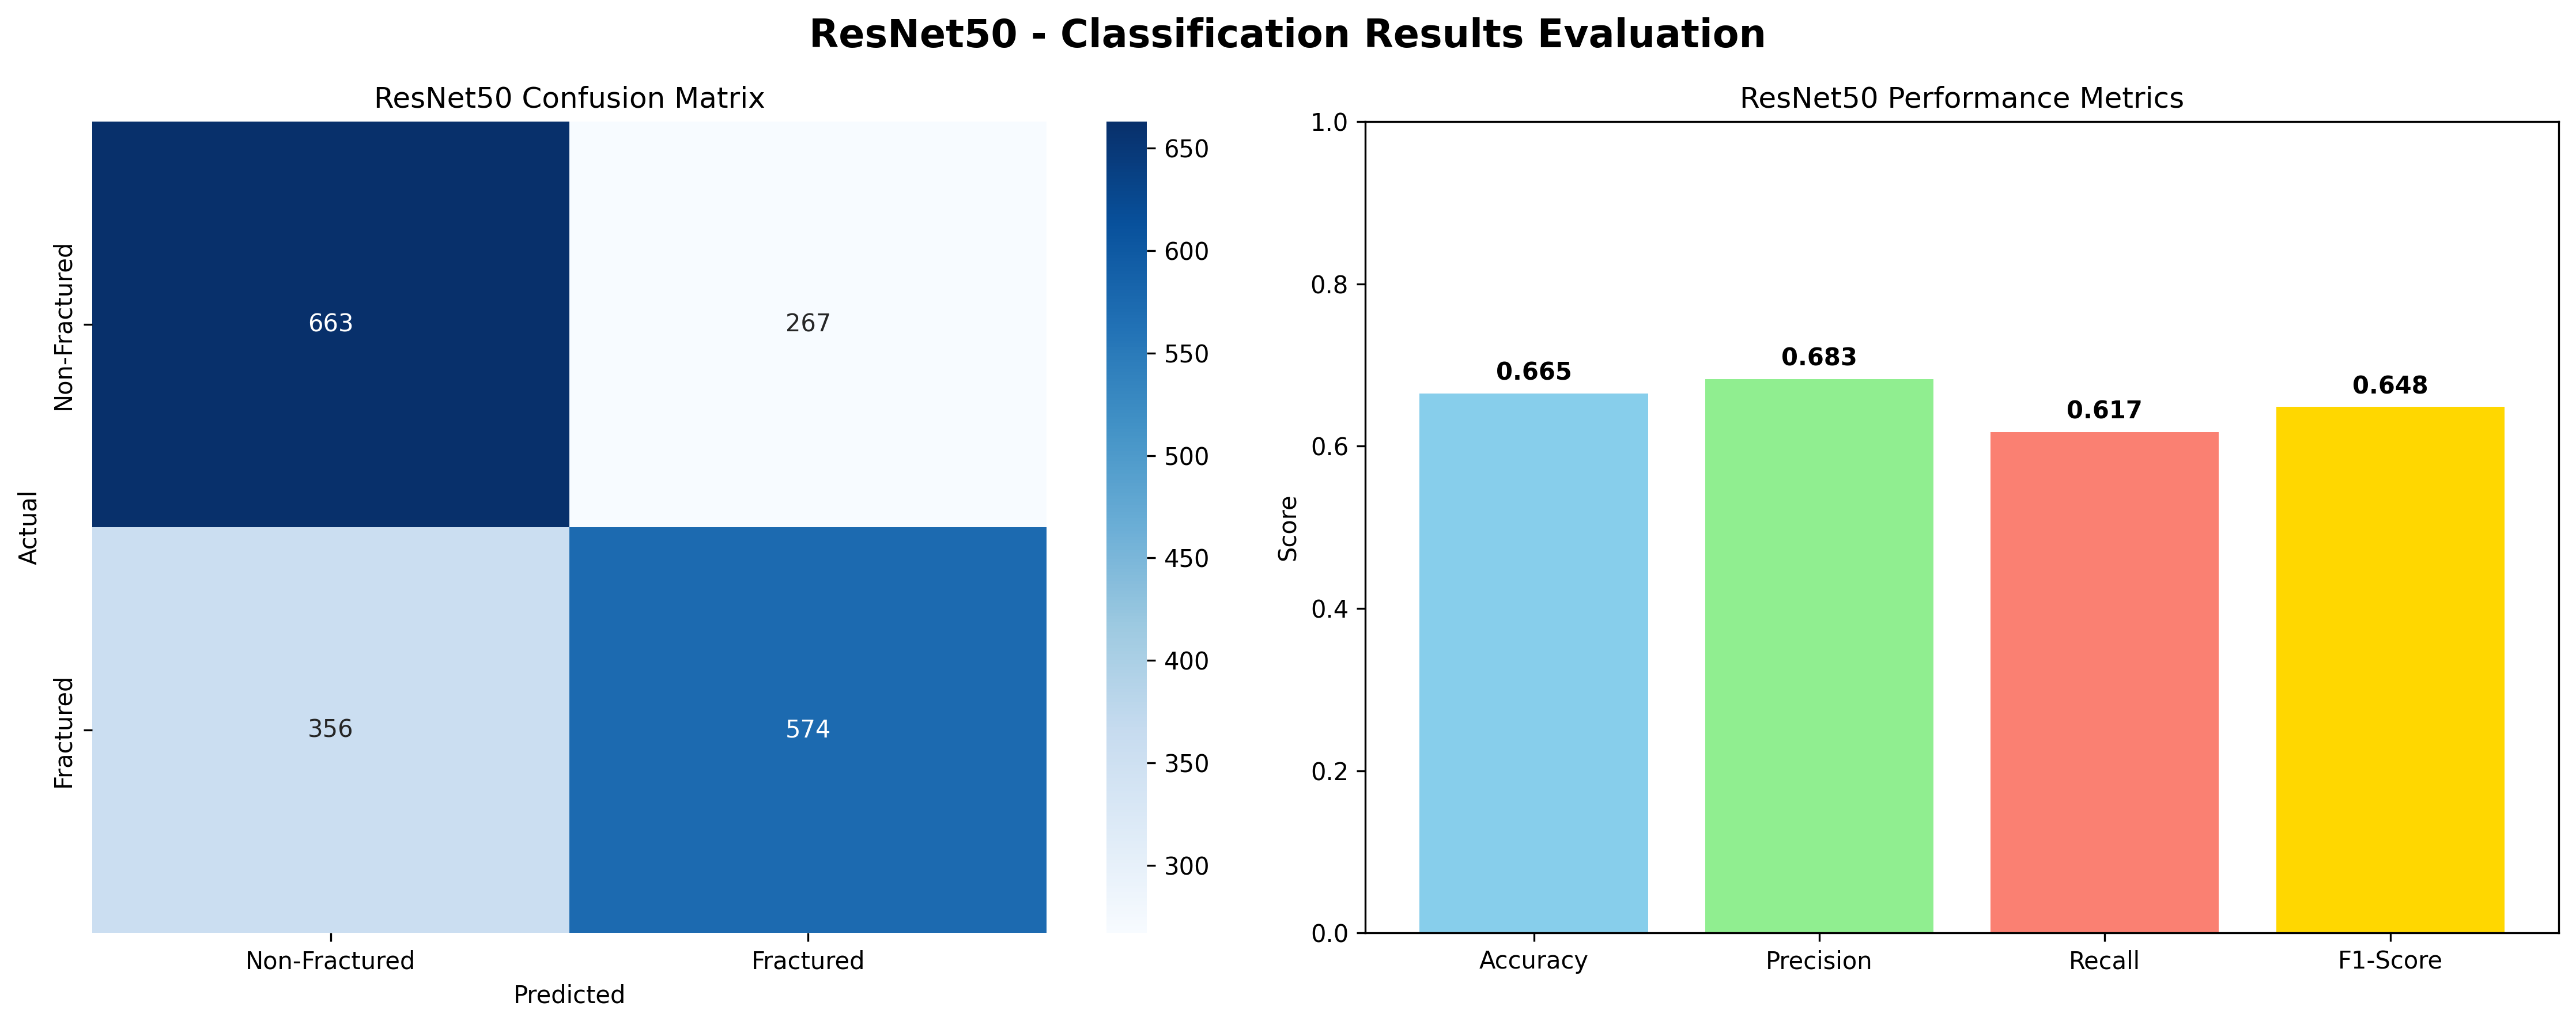 ResNet50 - Classification Results Evaluation
ResNet50 Confusion Matrix
Actual
Non-Fractured
Fractured
663
267
356
574
Non-Fractured
Fractured
Predicted
650
600
550
500
450
400
350
300
ResNet50 Performance Metrics
Score
1.0
0.8
0.6
0.4
0.2
0.0
0.665
0.683
0.617
0.648
Accuracy
Precision
Recall
F1-Score